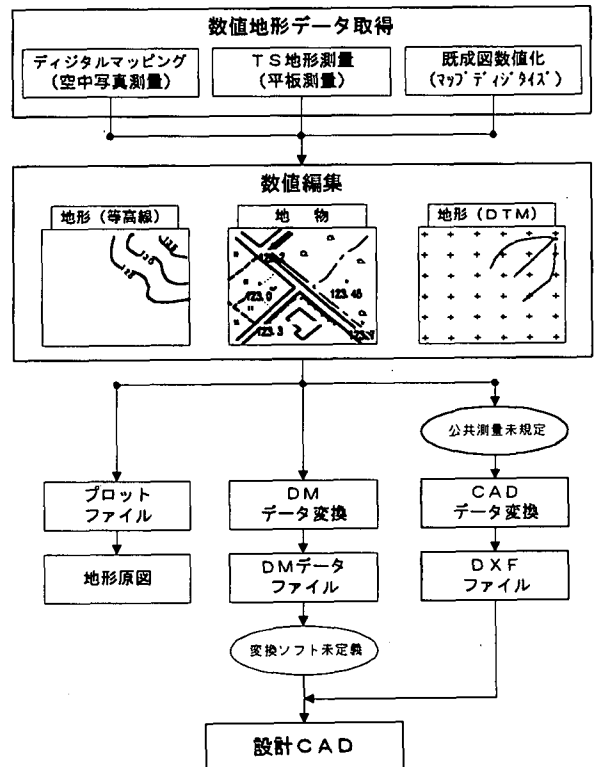 数値地形データ取得
ディジタルマッピング
(空中写真測量)
TS地形測量
(平板測量)
既成図数値化
(マップディジタイズ)
数値編集
地形(等高線)
地物
地形(DTM)
123.45
123.3
公共測量未規定
プロット
ファイル
DM
データ変換
CAD
データ変換
地形原図
DMデータ
ファイル
DXF
ファイル
変換ソフト未定義
設計CAD